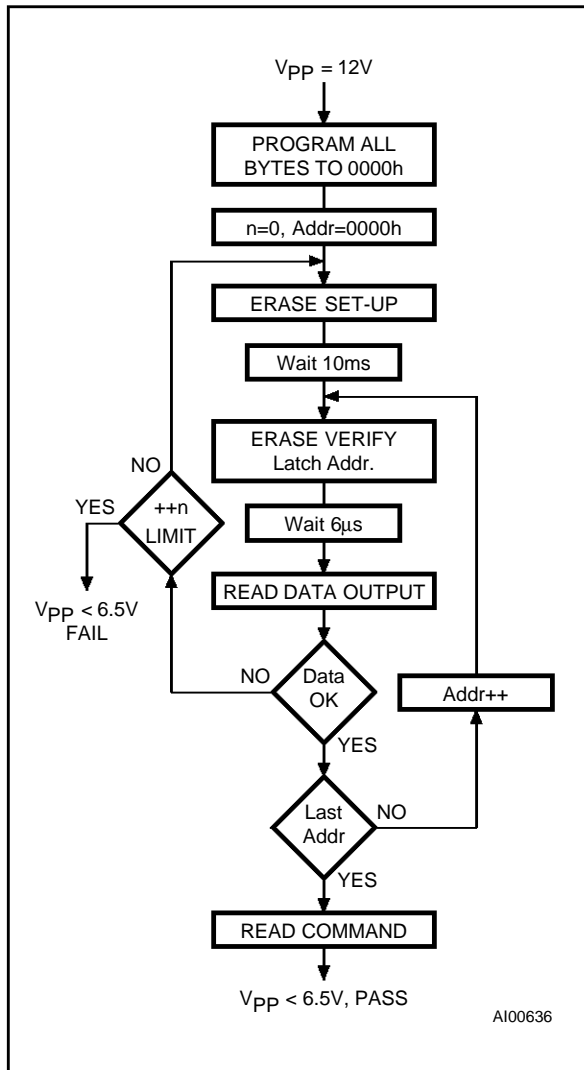 VPP = 12V
PROGRAM ALL
BYTES TO 0000h
n=0, Addr=0000h
ERASE SET-UP
Wait 10ms
ERASE VERIFY
Latch Addr.
NO
YES
++n
LIMIT
Wait 6µs
VPP < 6.5V
FAIL
READ DATA OUTPUT
NO
Data
OK
Addr++
YES
Last
Addr
NO
YES
READ COMMAND
VPP < 6.5V, PASS
AI00636